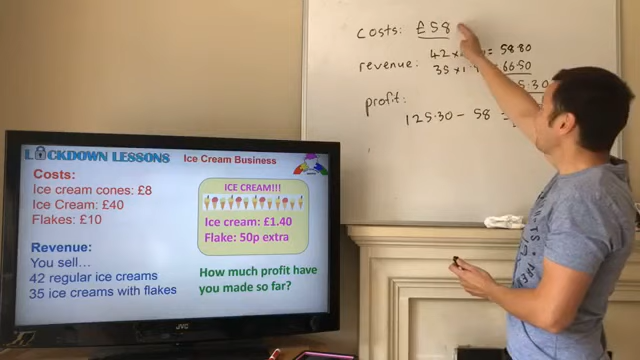 costs: £58
42 × = 58.80
revenue: 35 × 1. = 66.50
5.30
profit:
125.30 - 58 =
LOCKDOWN LESSONS Ice Cream Business
Costs:
Ice cream cones: £8
Ice Cream: £40
Flakes: £10
ICE CREAM!!!
Ice cream: £1.40
Flake: 50p extra
Revenue:
You sell...
42 regular ice creams
35 ice creams with flakes
How much profit have
you made so far?
JVC